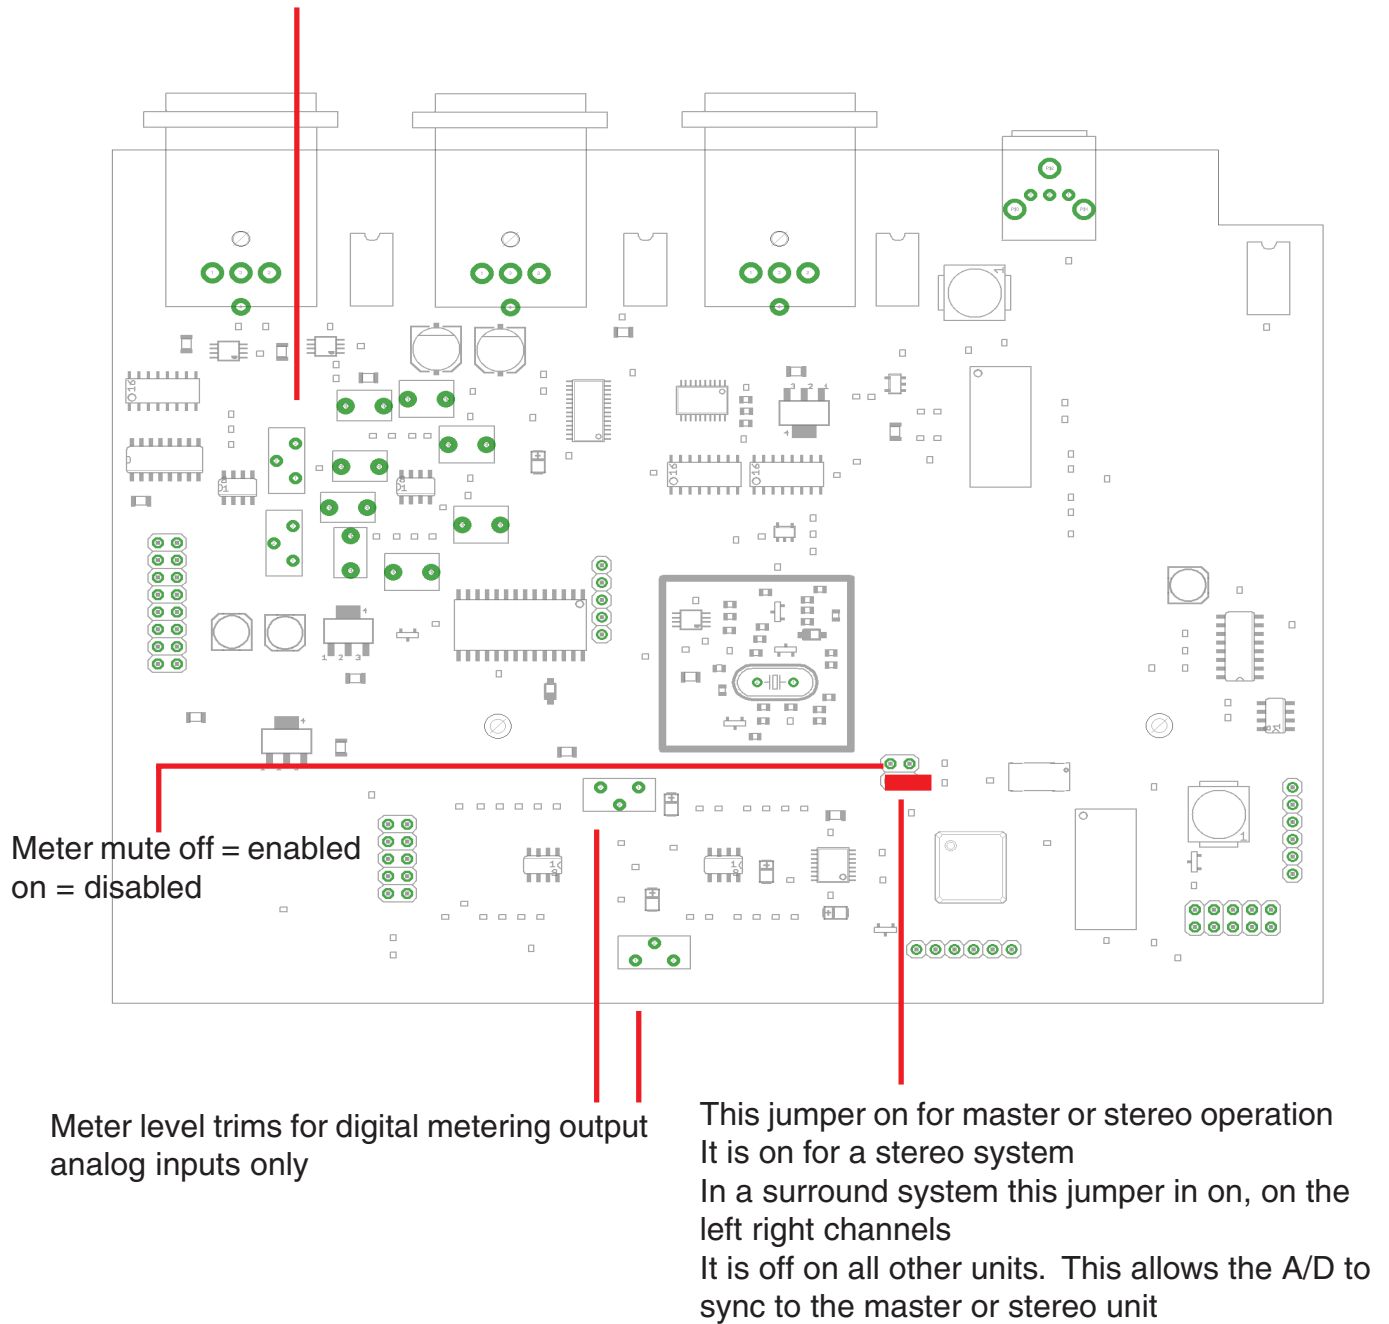 Meter mute off = enabled
on = disabled
Meter level trims for digital metering output
analog inputs only
This jumper on for master or stereo operation
It is on for a stereo system
In a surround system this jumper in on, on the
left right channels
It is off on all other units.  This allows the A/D to
sync to the master or stereo unit